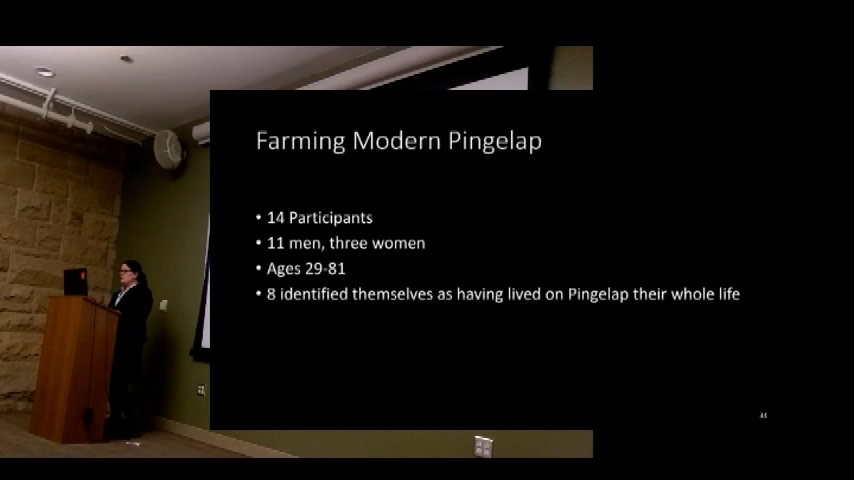 Farming Modern Pingelap
• 14 Participants
• 11 men, three women
• Ages 29-81
• 8 identified themselves as having lived on Pingelap their whole life